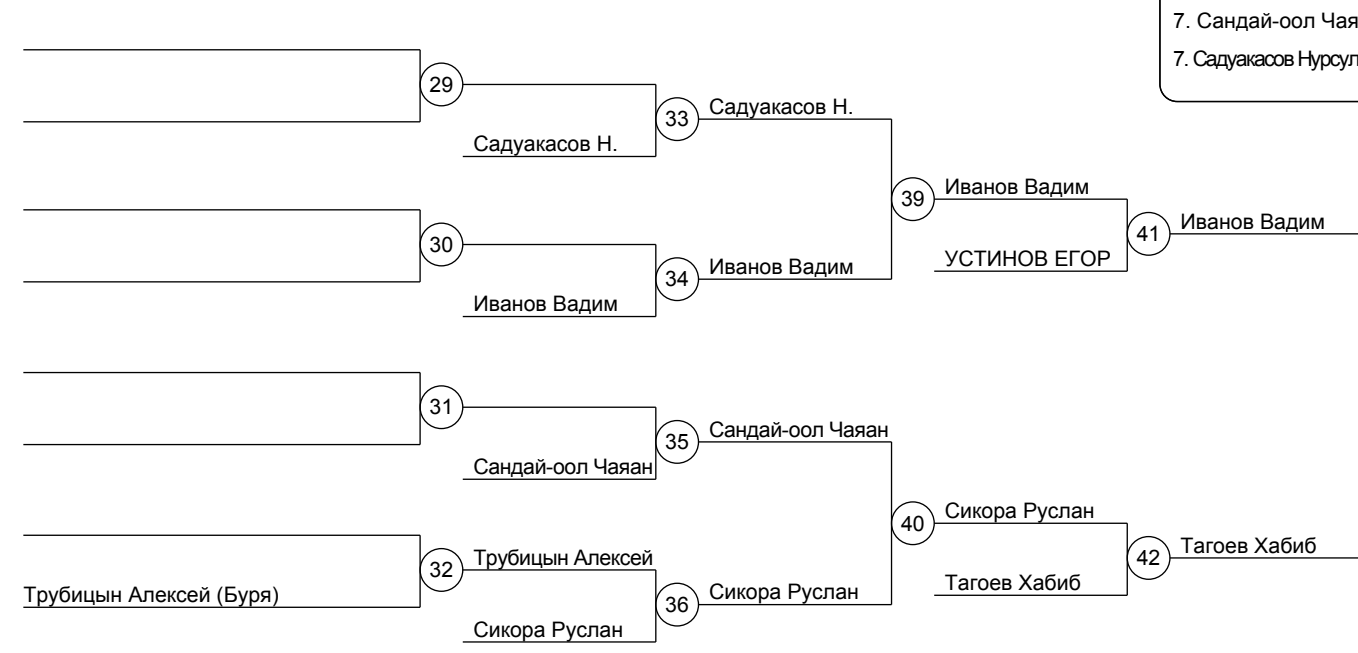 7. Сандай-оол Чая
7. Садуакасов Нурсул
29
33
Садуакасов Н.
Садуакасов Н.
39
Иванов Вадим
30
41
Иванов Вадим
34
Иванов Вадим
УСТИНОВ ЕГОР
Иванов Вадим
31
35
Сандай-оол Чаяан
Сандай-оол Чаяан
40
Сикора Руслан
32
Трубицын Алексей
42
Тагоев Хабиб
Трубицын Алексей (Буря)
36
Сикора Руслан
Тагоев Хабиб
Сикора Руслан